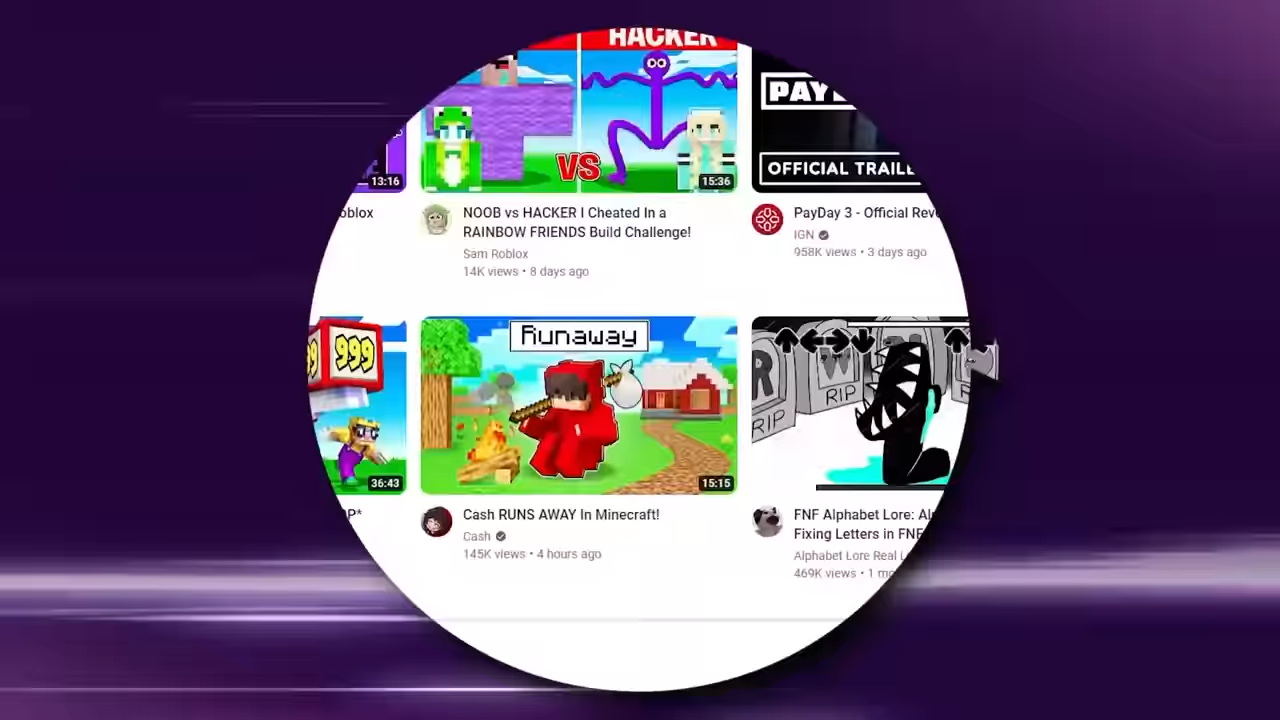 HACKER
VS
13:16
15:36
PAY
OFFICIAL TRAILE
oblox
NOOB vs HACKER I Cheated In a
RAINBOW FRIENDS Build Challenge!
Sam Roblox
14K views • 8 days ago
PayDay 3 - Official Rev
IGN
958K views • 3 days ago
999
36:43
Runaway
15:15
R
RIP
W
RIP
P*
Cash RUNS AWAY In Minecraft!
Cash
145K views • 4 hours ago
FNF Alphabet Lore: Al
Fixing Letters in FNF
Alphabet Lore Real L
469K views • 1 mo